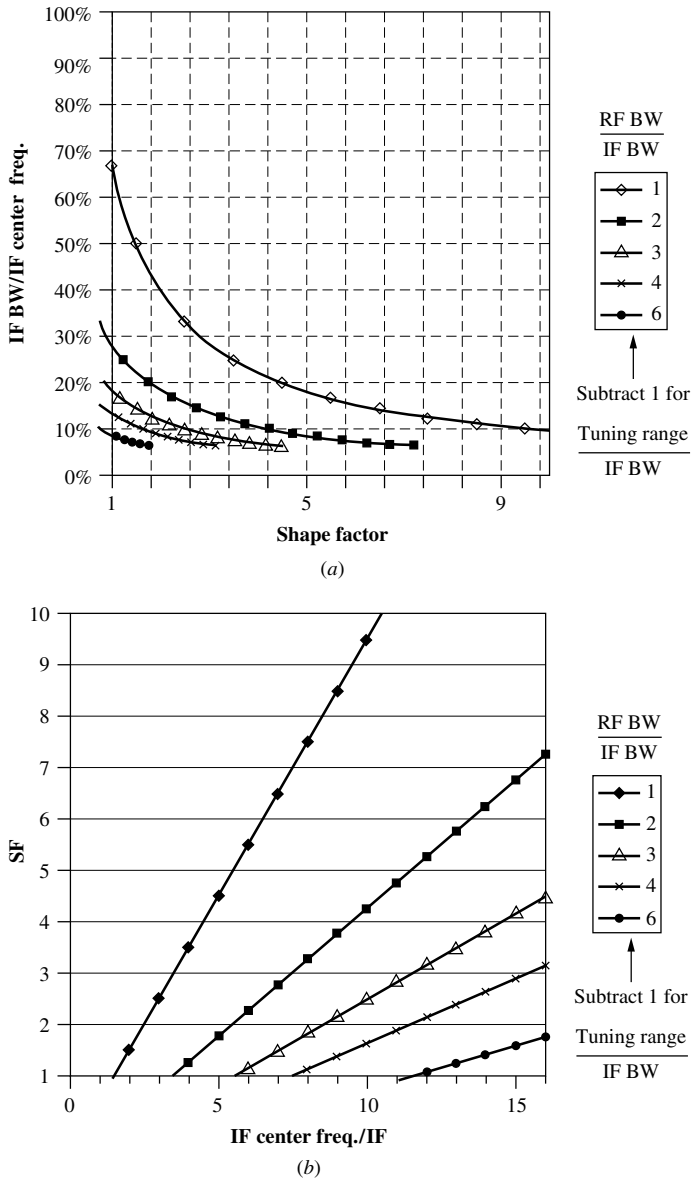 100%
90%
80%
70%
60%
50%
40%
30%
20%
10%
0%
IF BW/IF center freq.
1
5
9
Shape factor
RF BW
IF BW
1
2
3
4
6
Subtract 1 for
Tuning range
IF BW
(a)
10
9
8
7
6
5
4
3
2
1
SF
0
5
10
15
IF center freq./IF
RF BW
IF BW
1
2
3
4
6
Subtract 1 for
Tuning range
IF BW
(b)